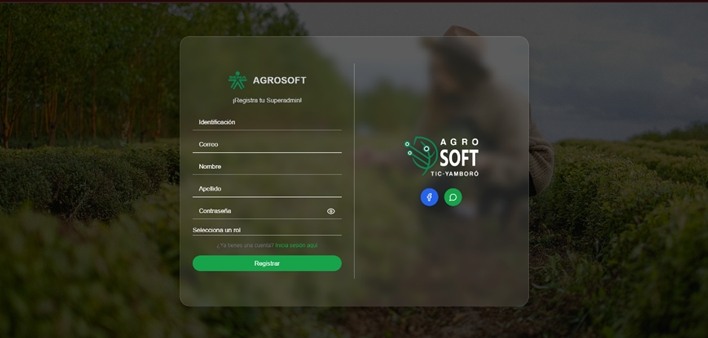 AGROSOFT
¡Registra tu Superadmin!
Identificación
Correo
Nombre
Apellido
Contraseña
Selecciona un rol
¿Ya tienes una cuenta? Inicia sesión aquí
Registrar
AGRO
SOFT
TIC-YAMBORÓ